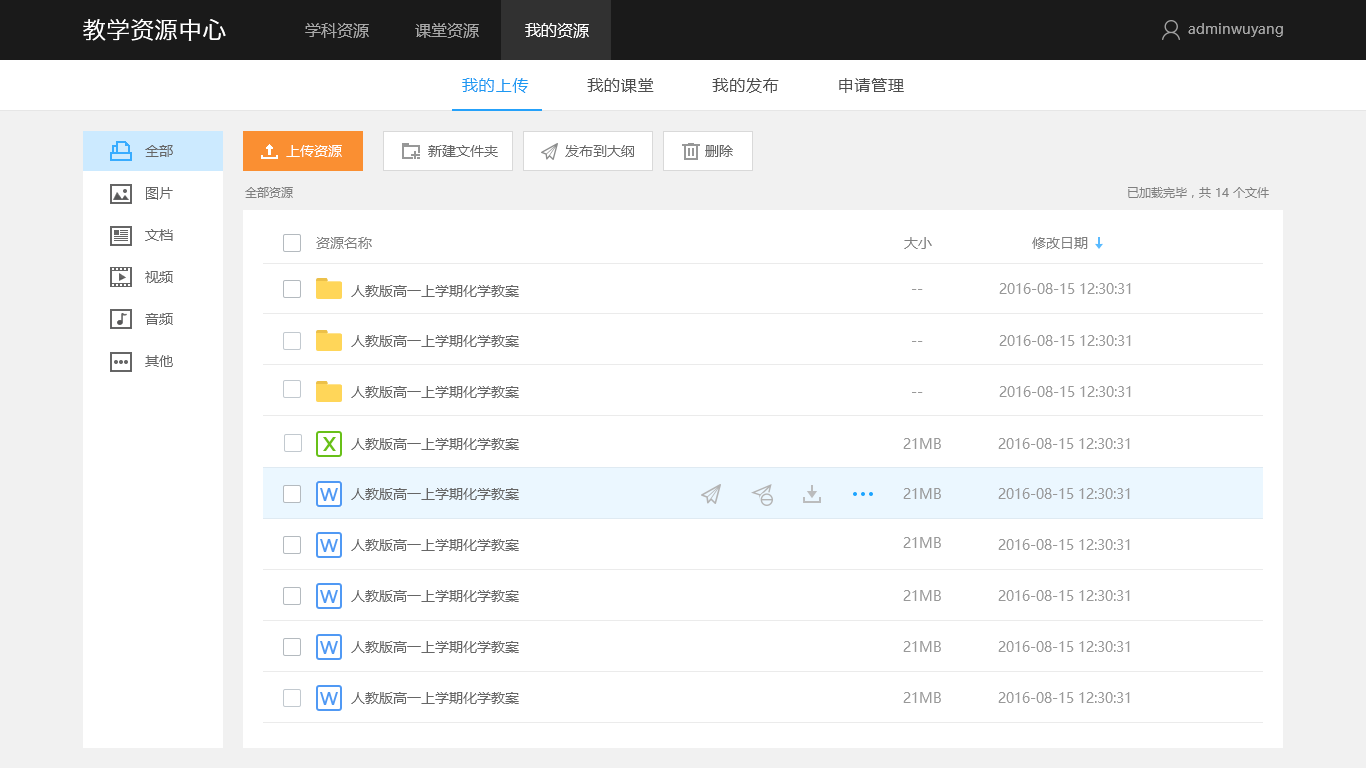 教学资源中心 学科资源 课堂资源 我的资源 adminwuyang
我的上传 我的课堂 我的发布 申请管理
全部
图片
文档
视频
音频
其他
上传资源 新建文件夹 发布到大纲 删除
全部资源 已加载完毕，共 14 个文件
资源名称 大小 修改日期
人教版高一上学期化学教案 -- 2016-08-15 12:30:31
人教版高一上学期化学教案 -- 2016-08-15 12:30:31
人教版高一上学期化学教案 -- 2016-08-15 12:30:31
X 人教版高一上学期化学教案 21MB 2016-08-15 12:30:31
W 人教版高一上学期化学教案 21MB 2016-08-15 12:30:31
W 人教版高一上学期化学教案 21MB 2016-08-15 12:30:31
W 人教版高一上学期化学教案 21MB 2016-08-15 12:30:31
W 人教版高一上学期化学教案 21MB 2016-08-15 12:30:31
W 人教版高一上学期化学教案 21MB 2016-08-15 12:30:31